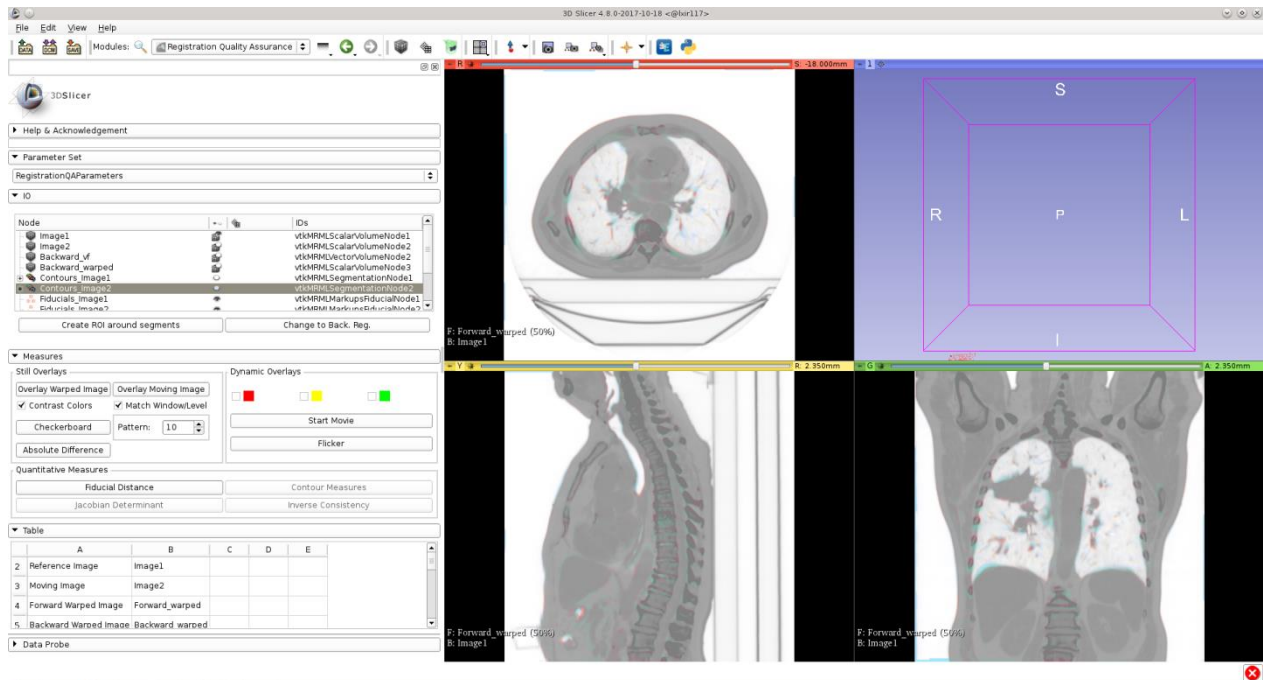 3D Slicer 4.8.0-2017-10-18 <@lxir117>
File Edit View Help
DATA DCM SAVE Modules: Registration Quality Assurance
3DSlicer
Help & Acknowledgement
Parameter Set
RegistrationQAParameters
IO
Node IDs
Image1 vtkMRMLScalarVolumeNode1
Image2 vtkMRMLScalarVolumeNode2
Backward_vf vtkMRMLVectorVolumeNode2
Backward_warped vtkMRMLScalarVolumeNode3
Contours_Image1 vtkMRMLSegmentationNode1
Contours_Image2 vtkMRMLSegmentationNode2
Fiducials_Image1 vtkMRMLMarkupsFiducialNode1
Fiducials_Image2 vtkMRMLMarkupsFiducialNode2
Create ROI around segments Change to Back. Reg.
Measures
Still Overlays Dynamic Overlays
Overlay Warped Image Overlay Moving Image
Contrast Colors Match Window/Level
Checkerboard Pattern: 10
Start Movie
Absolute Difference
Flicker
Quantitative Measures
Fiducial Distance Contour Measures
Jacobian Determinant Inverse Consistency
Table
A B C D E
2 Reference Image Image1
3 Moving Image Image2
4 Forward Warped Image Forward_warped
5 Backward Warped Image Backward_warped
Data Probe
R S: -18.000mm
F: Forward_warped (50%)
B: Image1
1
S
R P L
I
Y R: 2.350mm
F: Forward_warped (50%)
B: Image1
G A: 2.350mm
F: Forward_warped (50%)
B: Image1